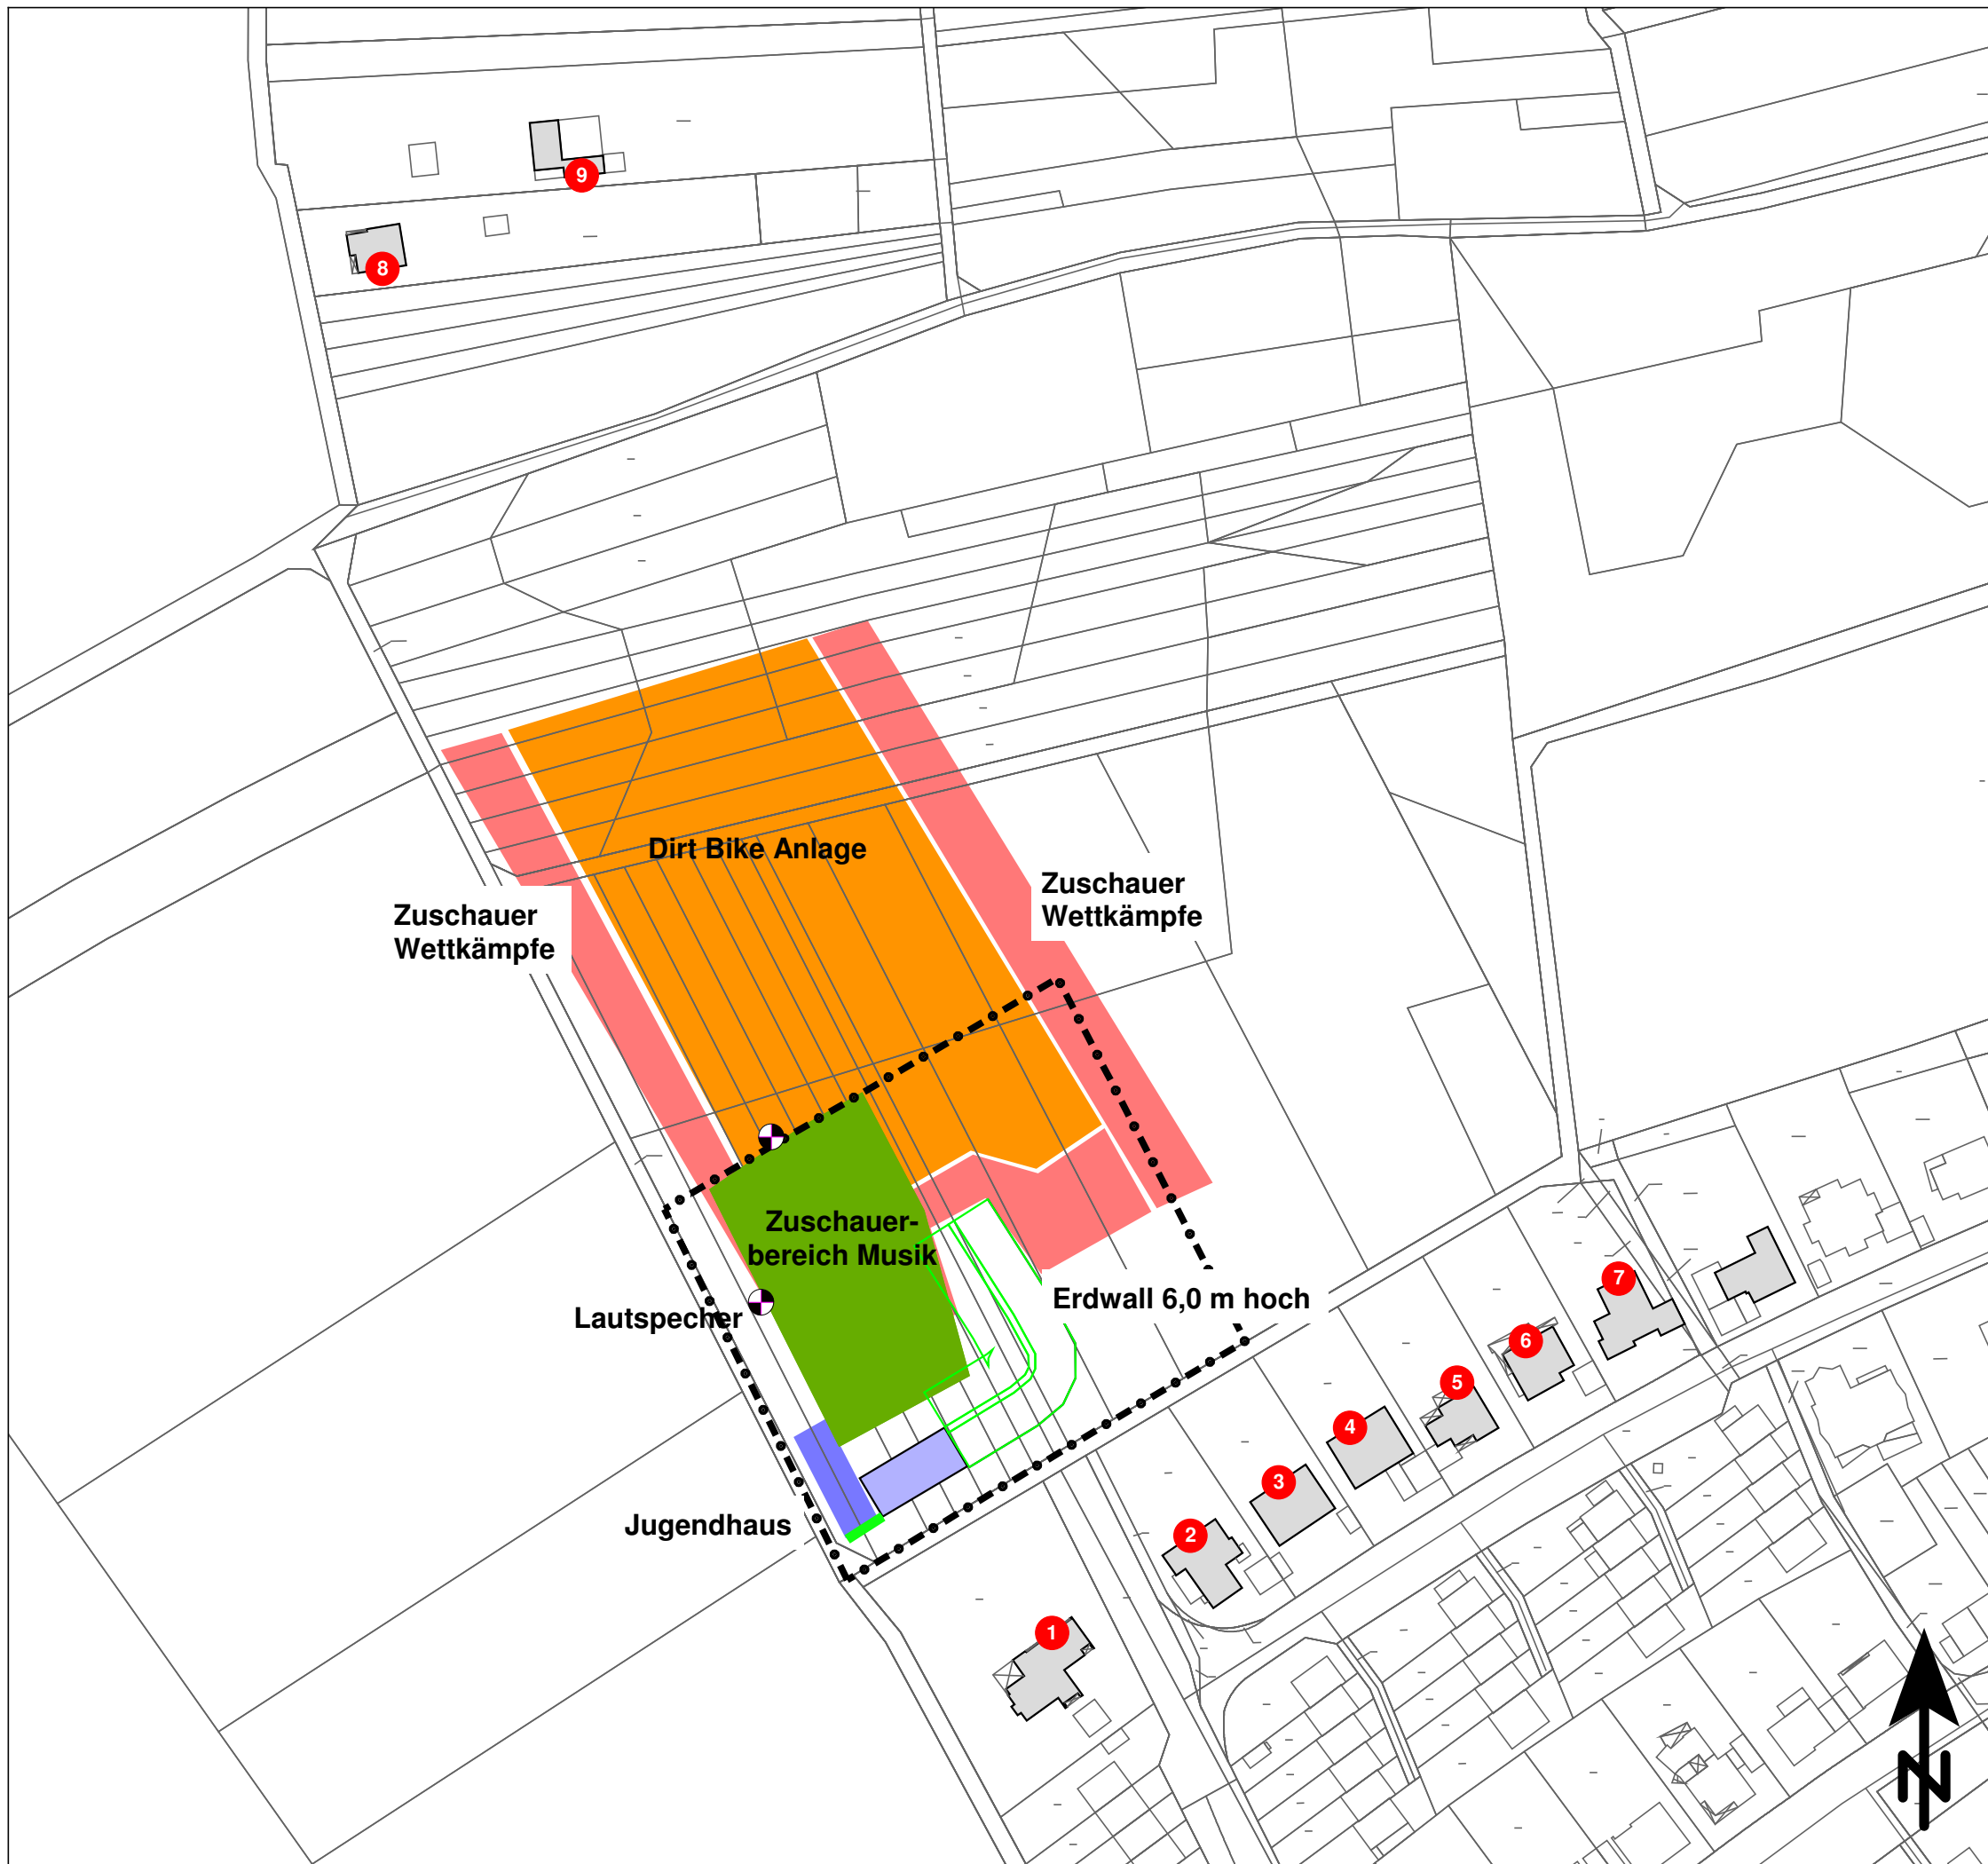 9
8
Dirt Bike Anlage
Zuschauer
Wettkämpfe
Zuschauer
Wettkämpfe
Zuschauer-
bereich Musik
Erdwall 6,0 m hoch
Lautspecher
Jugendhaus
7
6
5
4
3
2
1
N